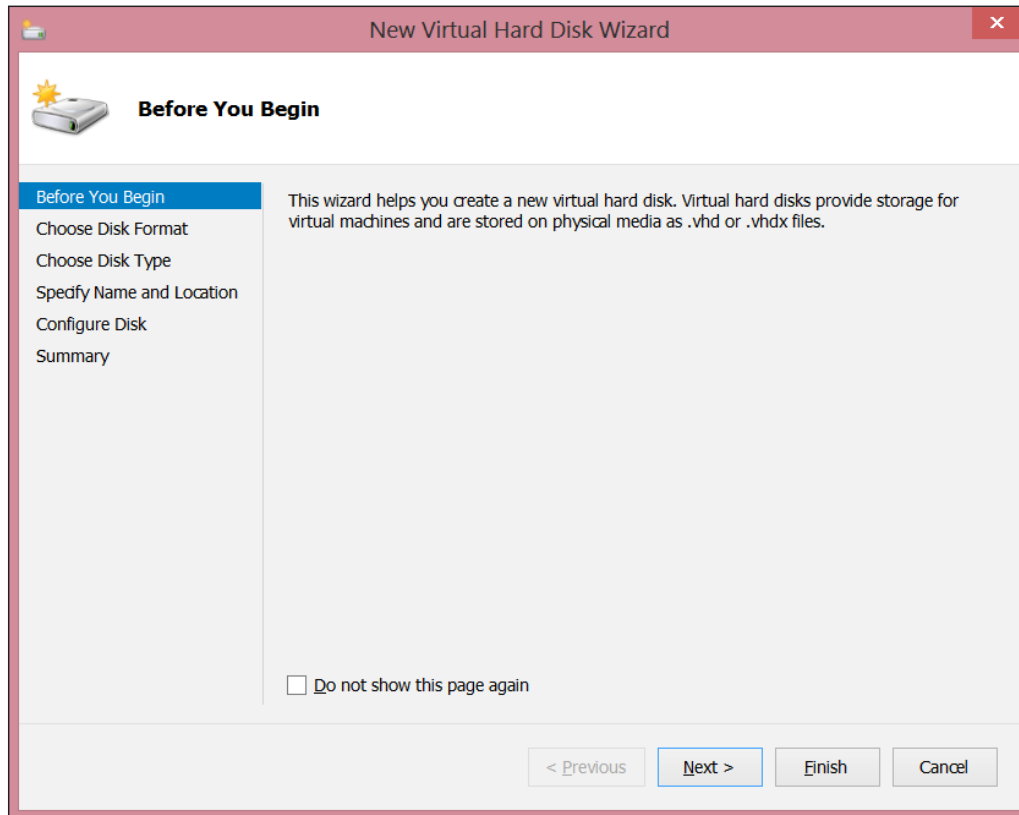 New Virtual Hard Disk Wizard
Before You Begin
Before You Begin
Choose Disk Format
Choose Disk Type
Specify Name and Location
Configure Disk
Summary
This wizard helps you create a new virtual hard disk. Virtual hard disks provide storage for
virtual machines and are stored on physical media as .vhd or .vhdx files.
Do not show this page again
< Previous
Next >
Finish
Cancel